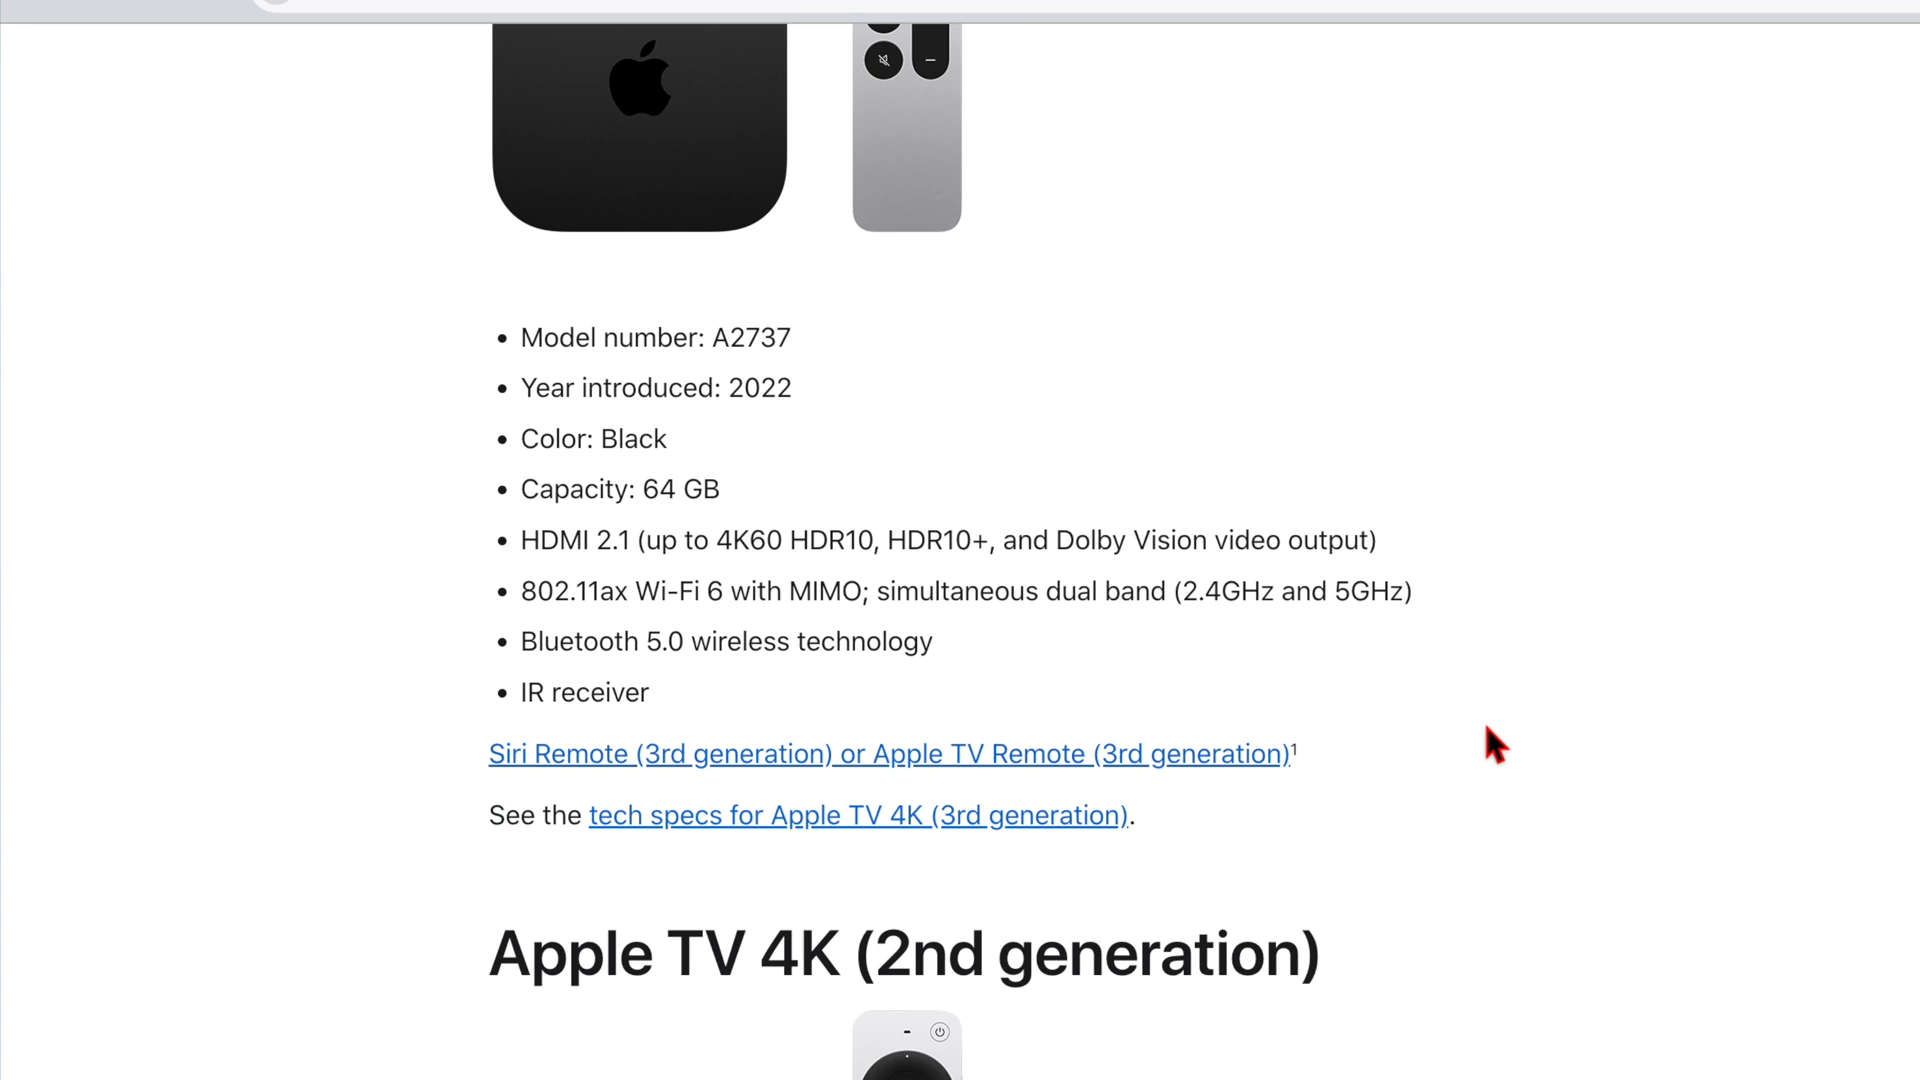 Model number: A2737
Year introduced: 2022
Color: Black
Capacity: 64 GB
HDMI 2.1 (up to 4K60 HDR10, HDR10+, and Dolby Vision video output)
802.11ax Wi-Fi 6 with MIMO; simultaneous dual band (2.4GHz and 5GHz)
Bluetooth 5.0 wireless technology
IR receiver
Siri Remote (3rd generation) or Apple TV Remote (3rd generation)¹
See the tech specs for Apple TV 4K (3rd generation).
Apple TV 4K (2nd generation)